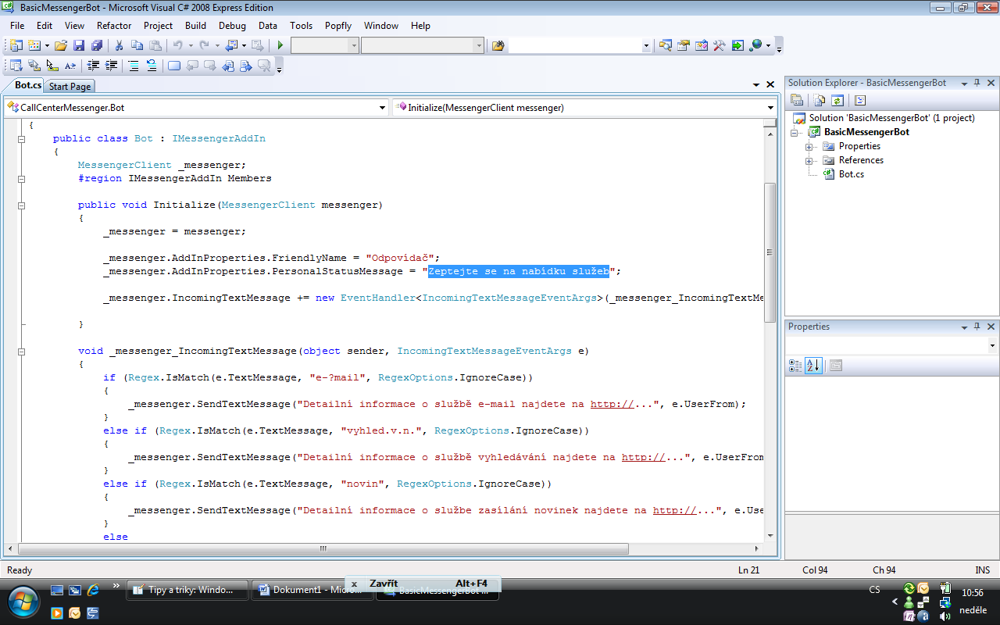 BasicMessengerBot - Microsoft Visual C# 2008 Express Edition
File Edit View Refactor Project Build Debug Data Tools Popfly Window Help
Bot.cs Start Page
CallCenterMessenger.Bot Initialize(MessengerClient messenger)
{
public class Bot : IMessengerAddIn
{
MessengerClient _messenger;
#region IMessengerAddIn Members
public void Initialize(MessengerClient messenger)
{
_messenger = messenger;
_messenger.AddInProperties.FriendlyName = "Odpovídač";
_messenger.AddInProperties.PersonalStatusMessage = "Zeptejte se na nabídku služeb";
_messenger.IncomingTextMessage += new EventHandler<IncomingTextMessageEventArgs>(_messenger_IncomingTextMe
}
void _messenger_IncomingTextMessage(object sender, IncomingTextMessageEventArgs e)
{
if (Regex.IsMatch(e.TextMessage, "e-?mail", RegexOptions.IgnoreCase))
{
_messenger.SendTextMessage("Detailní informace o službě e-mail najdete na http://...", e.UserFrom);
}
else if (Regex.IsMatch(e.TextMessage, "vyhled.v.n.", RegexOptions.IgnoreCase))
{
_messenger.SendTextMessage("Detailní informace o službě vyhledávání najdete na http://...", e.UserFrom
}
else if (Regex.IsMatch(e.TextMessage, "novin", RegexOptions.IgnoreCase))
{
_messenger.SendTextMessage("Detailní informace o službe zasílání novinek najdete na http://...", e.Use
}
else
Solution Explorer - BasicMessengerBot
Solution 'BasicMessengerBot' (1 project)
BasicMessengerBot
Properties
References
Bot.cs
Properties
Ready Ln 21 Col 94 Ch 94 INS
x Zavřít Alt+F4
Tipy a triky: Windo... Dokument1 - Micro... BasicMessengerBot ...
CS
10:56
neděle